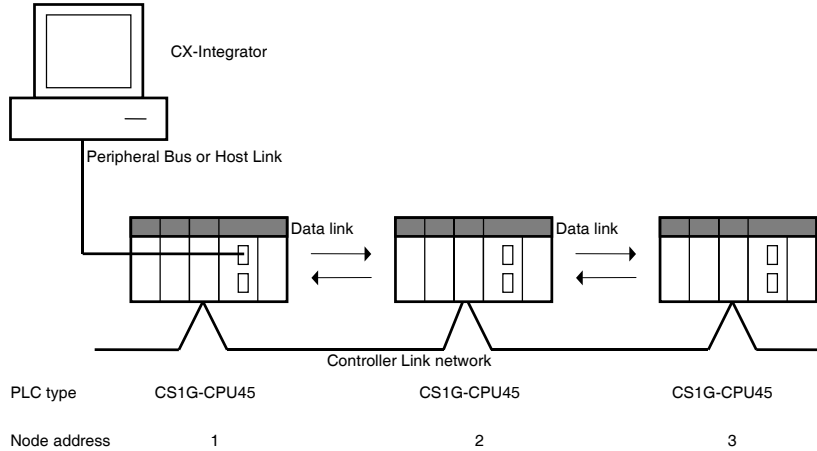 CX-Integrator
Peripheral Bus or Host Link
Data link
Data link
Controller Link network
PLC type CS1G-CPU45 CS1G-CPU45 CS1G-CPU45
Node address 1 2 3